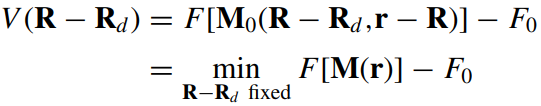 V(R − R_d) = F[M_0(R − R_d,r − R)] − F_0
= min_{R−R_d fixed} F[M(r)] − F_0